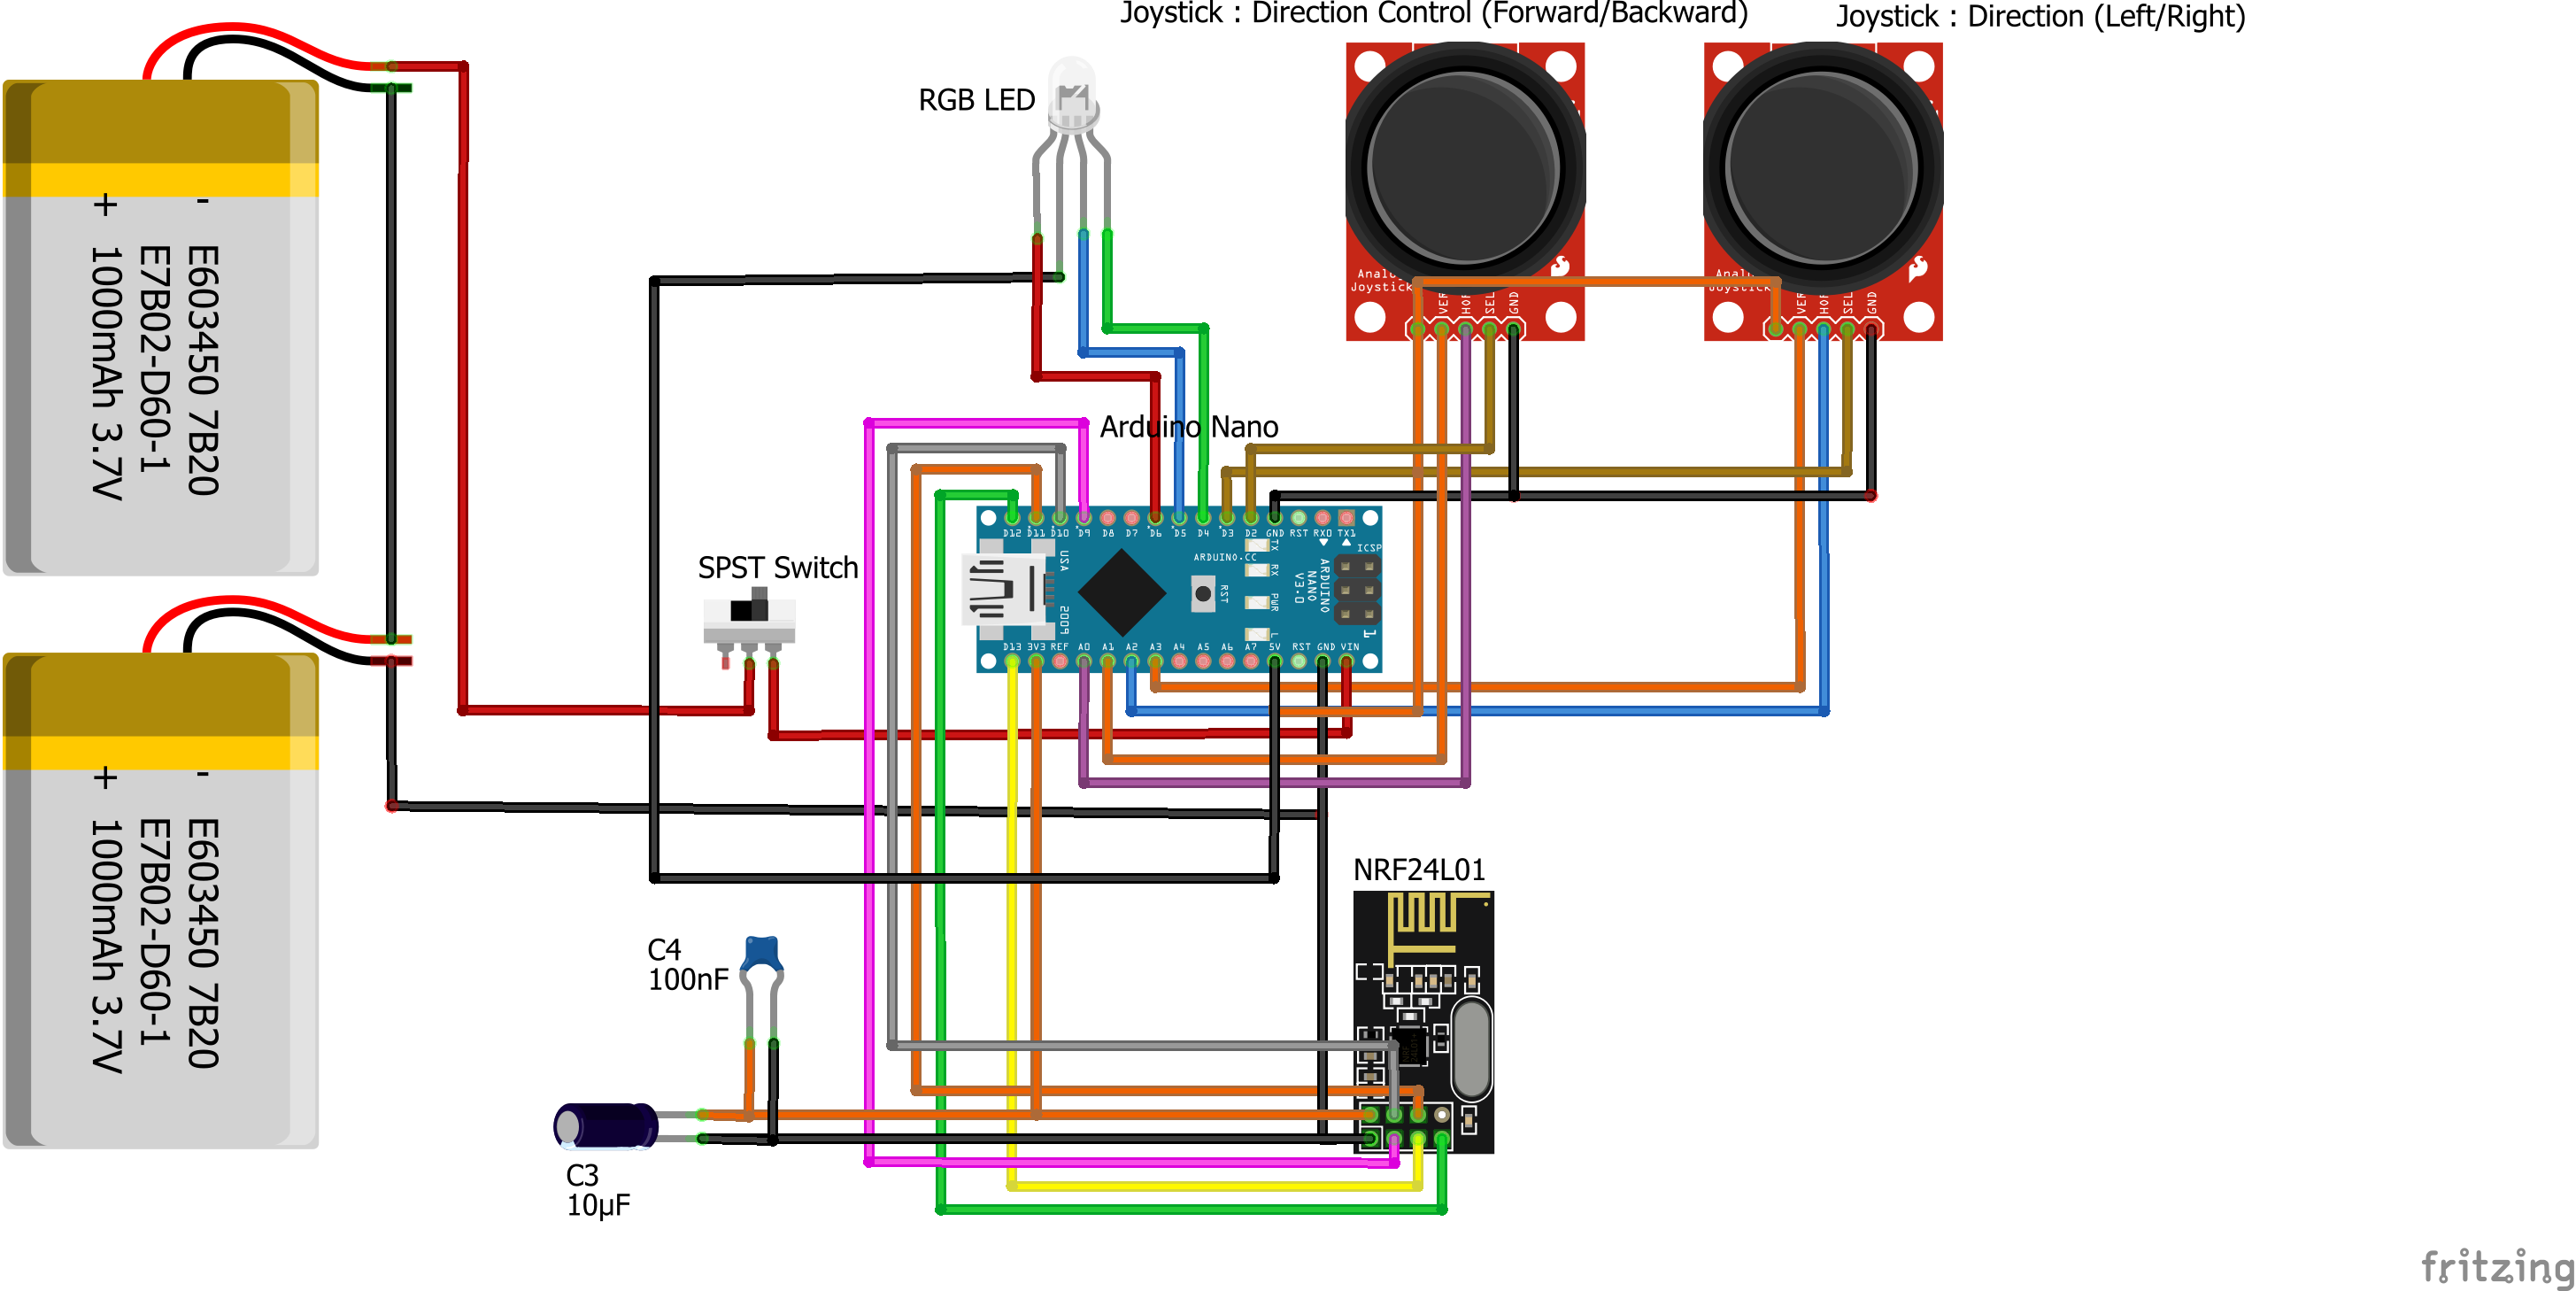 Joystick : Direction Control (Forward/Backward)
Joystick : Direction (Left/Right)
RGB LED
+ -
E603450 7B20
E7B02-D60-1
1000mAh 3.7V
Analog
Joystick
VER
HOR
SEL
GND
VER
HOR
SEL
GND
Arduino Nano
D12 D11 D10 D9 D8 D7 D6 D5 D4 D3 D2 GND RST RX0 TX1
ICSP
USA
2009
ARDUINO.CC
RST
TX
RX
PWR
L
ARDUINO
NANO
V3.0
1
D13 3V3 REF A0 A1 A2 A3 A4 A5 A6 A7 5V RST GND VIN
SPST Switch
+ -
E603450 7B20
E7B02-D60-1
1000mAh 3.7V
NRF24L01
C4
100nF
C3
10µF
fritzing